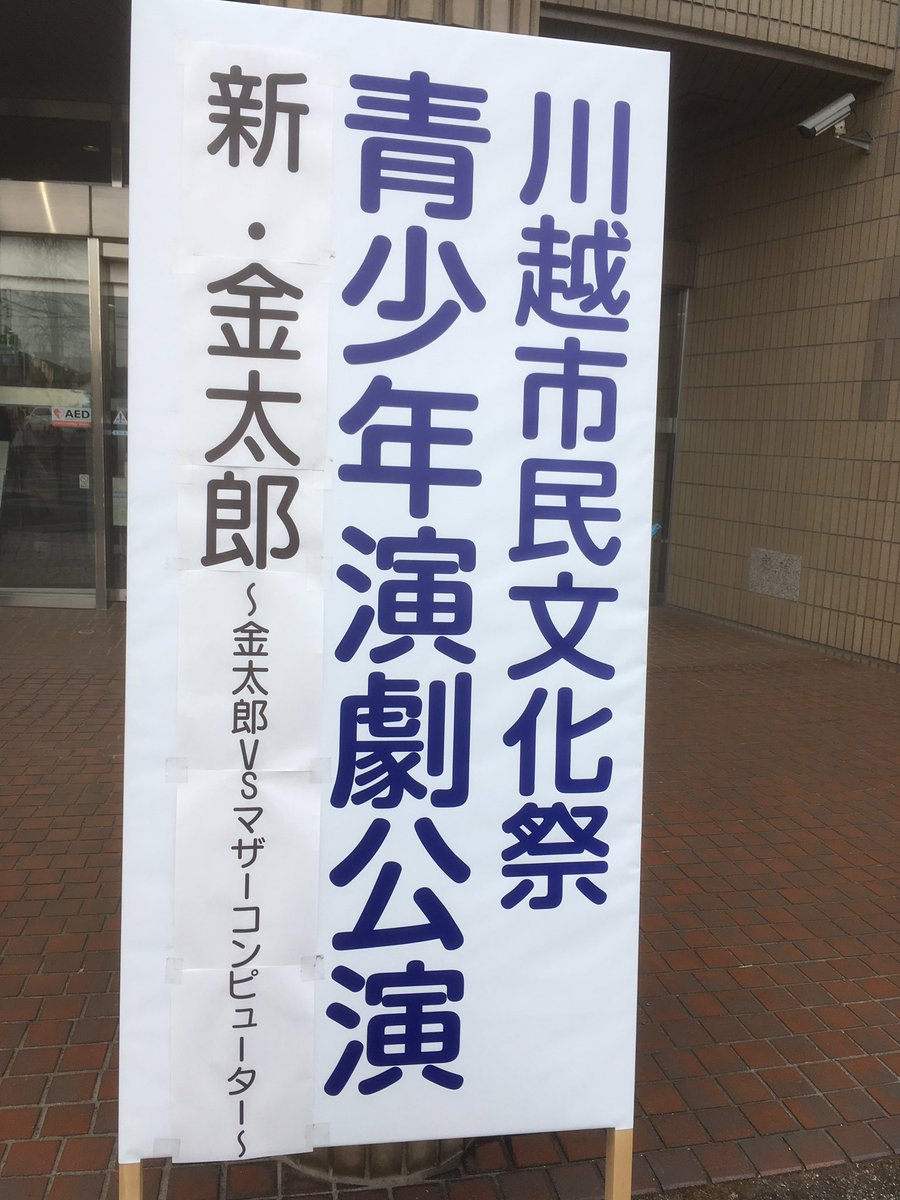 川越市民文化祭
青少年演劇公演
新・金太郎～金太郎VSマザーコンピューター～
AED